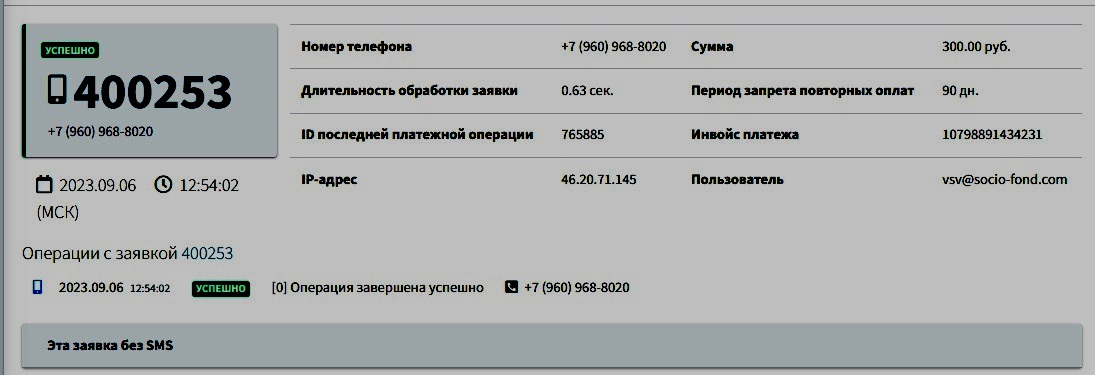 УСПЕШНО
400253
+7 (960) 968-8020
2023.09.06 12:54:02
(МСК)
Номер телефона +7 (960) 968-8020 Сумма 300.00 руб.
Длительность обработки заявки 0.63 сек. Период запрета повторных оплат 90 дн.
ID последней платежной операции 765885 Инвойс платежа 10798891434231
IP-адрес 46.20.71.145 Пользователь vsv@socio-fond.com
Операции с заявкой 400253
2023.09.06 12:54:02 УСПЕШНО [0] Операция завершена успешно +7 (960) 968-8020
Эта заявка без SMS